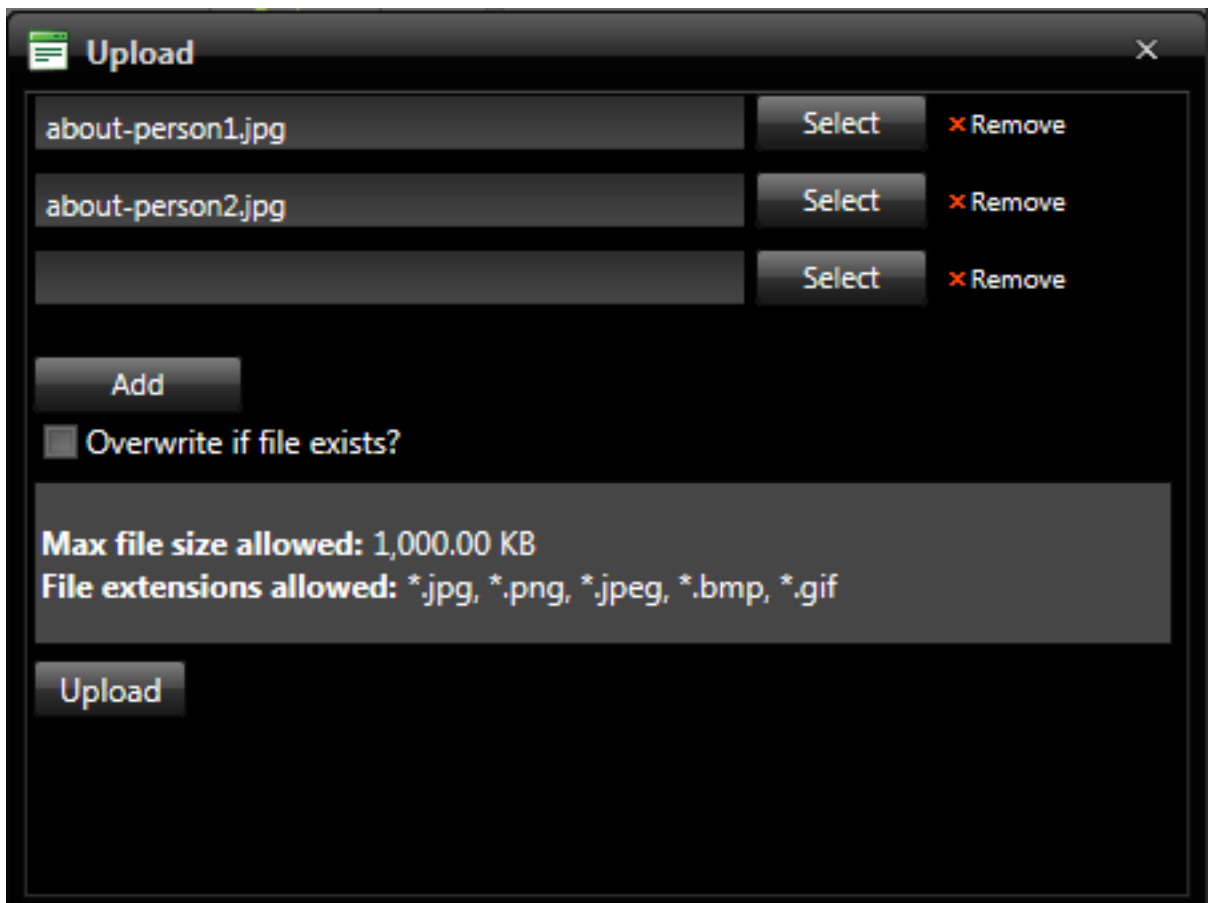 Upload
about-person1.jpg Select Remove
about-person2.jpg Select Remove
Select Remove
Add
Overwrite if file exists?
Max file size allowed: 1,000.00 KB
File extensions allowed: *.jpg, *.png, *.jpeg, *.bmp, *.gif
Upload